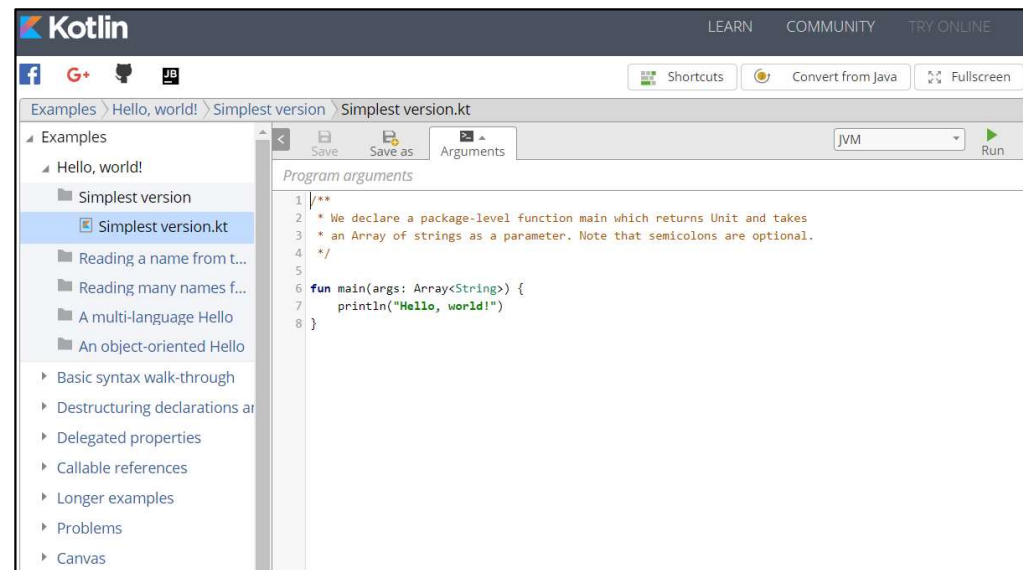 Kotlin
LEARN COMMUNITY TRY ONLINE
G+ JB
Shortcuts Convert from Java Fullscreen
Examples Hello, world! Simplest version Simplest version.kt
Examples
Hello, world!
Simplest version
Simplest version.kt
Reading a name from t...
Reading many names f...
A multi-language Hello
An object-oriented Hello
Basic syntax walk-through
Destructuring declarations
Delegated properties
Callable references
Longer examples
Problems
Canvas
Save Save as Arguments JVM Run
Program arguments
1 /**
2 * We declare a package-level function main which returns Unit and takes
3 * an Array of strings as a parameter. Note that semicolons are optional.
4 */
5
6 fun main(args: Array<String>) {
7 println("Hello, world!")
8 }